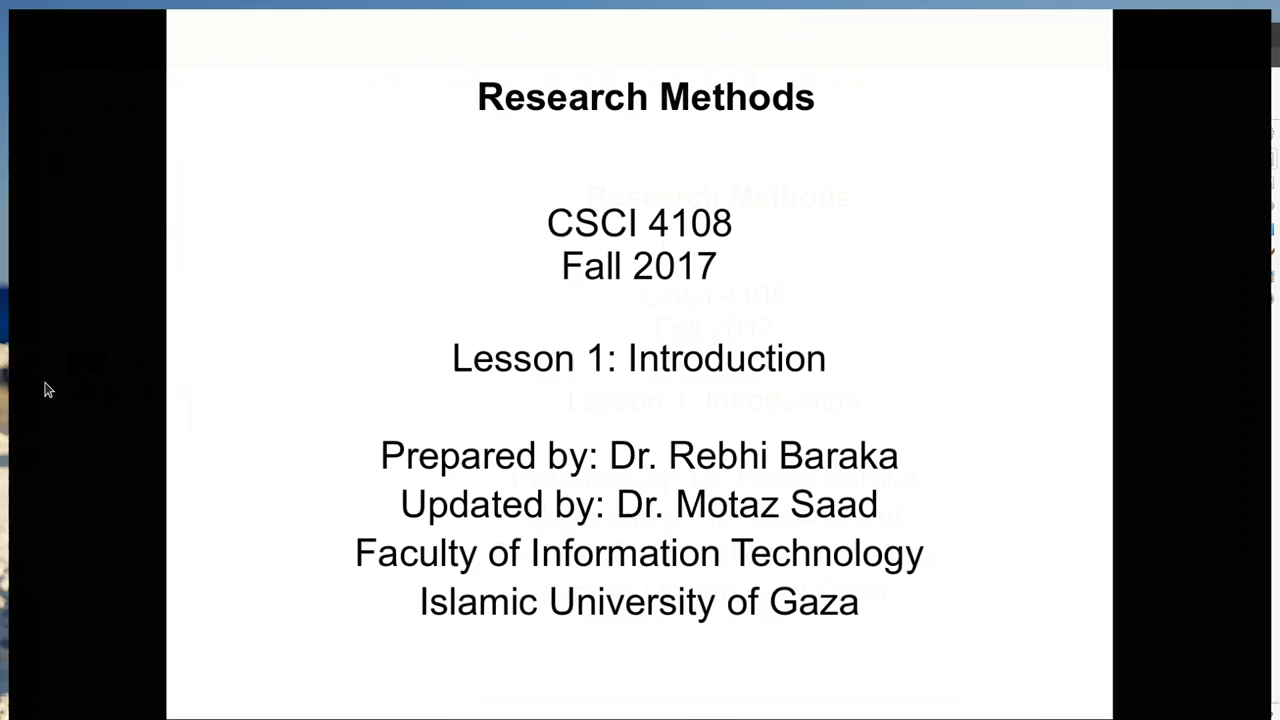 Research Methods
CSCI 4108
Fall 2017
Lesson 1: Introduction
Prepared by: Dr. Rebhi Baraka
Updated by: Dr. Motaz Saad
Faculty of Information Technology
Islamic University of Gaza